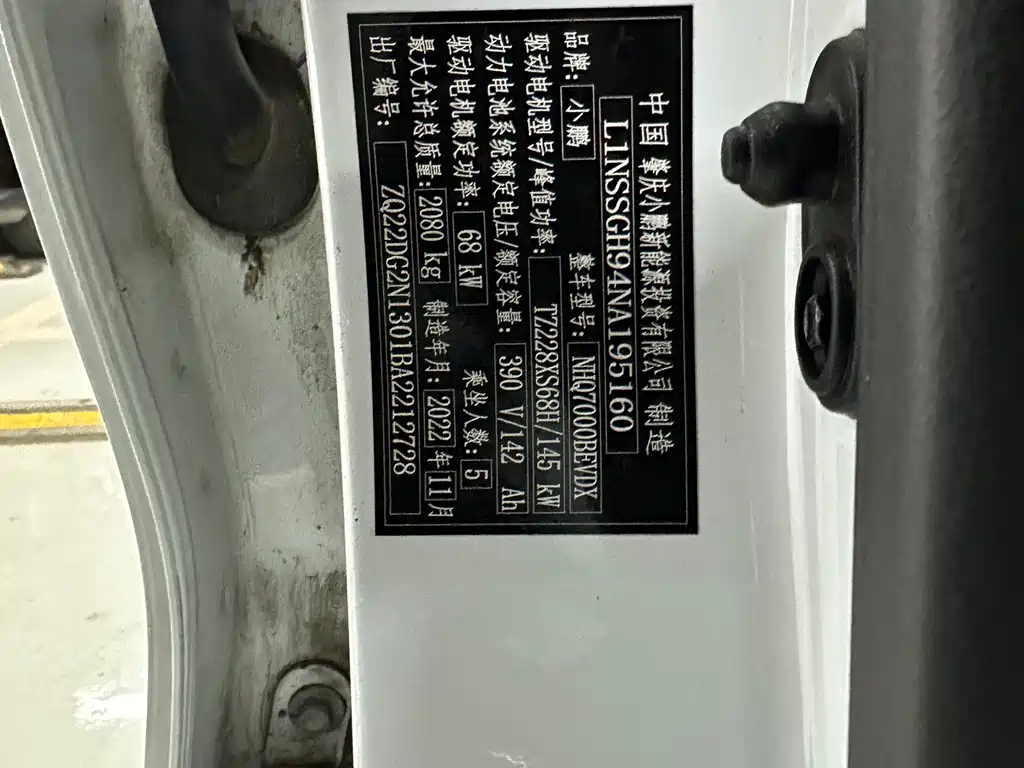 中国 肇庆小鹏新能源投资有限公司 制造
L1NSSGH94NA195160
品牌: 小鹏 整车型号: NHQ7000BEVDX
驱动电机型号/峰值功率: TZ228XS68H/145 kW
动力电池系统额定电压/额定容量: 390 V/142 Ah
驱动电机额定功率: 68 kW 乘坐人数: 5
最大允许总质量: 2080 kg 制造年月: 2022 年 11 月
出厂编号: ZQ22DG2N1301BA2212728